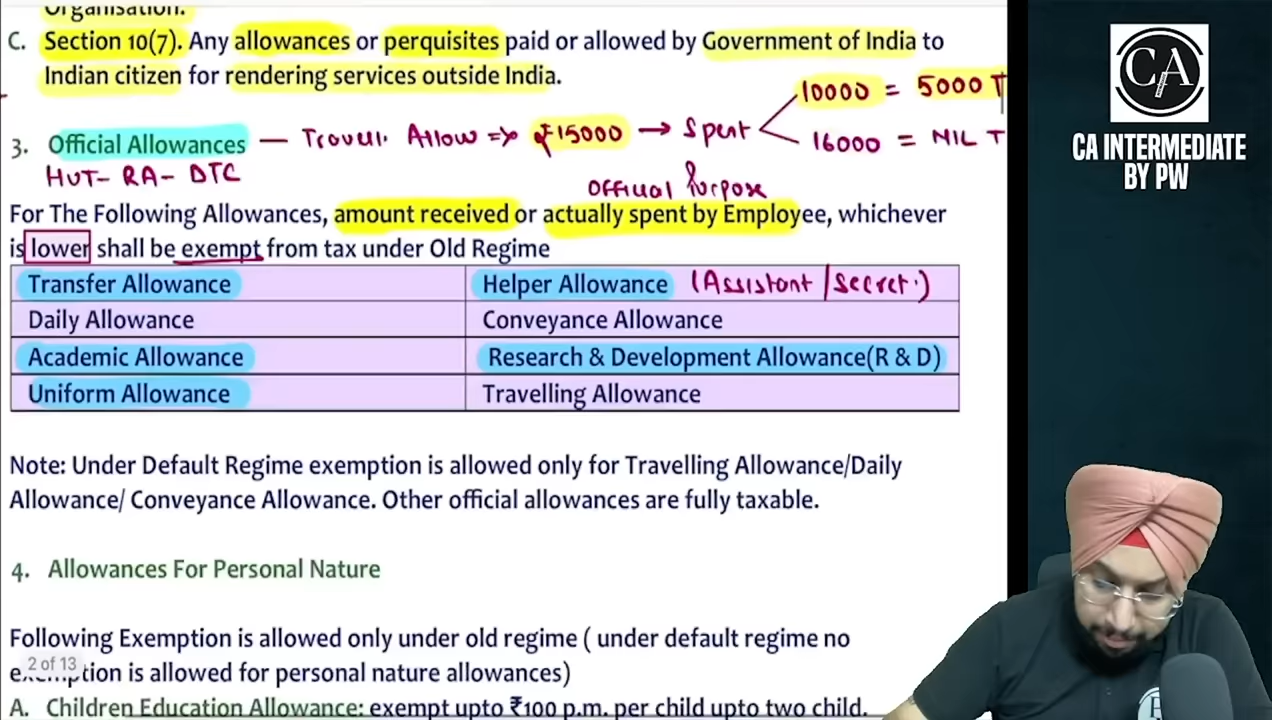 Organisation.
C. Section 10(7). Any allowances or perquisites paid or allowed by Government of India to
Indian citizen for rendering services outside India.
10000 = 5000 T
3. Official Allowances — Travell. Allow => ₹15000 → Spent
16000 = NIL T
HUT- RA- DTC
Official Purpose
For The Following Allowances, amount received or actually spent by Employee, whichever
is lower shall be exempt from tax under Old Regime
Transfer Allowance Helper Allowance (Assistant / Secret.)
Daily Allowance Conveyance Allowance
Academic Allowance Research & Development Allowance(R & D)
Uniform Allowance Travelling Allowance
Note: Under Default Regime exemption is allowed only for Travelling Allowance/Daily
Allowance/ Conveyance Allowance. Other official allowances are fully taxable.
4. Allowances For Personal Nature
Following Exemption is allowed only under old regime ( under default regime no
exemption is allowed for personal nature allowances)
2 of 13
A. Children Education Allowance: exempt upto ₹100 p.m. per child upto two child.
CA
CA INTERMEDIATE
BY PW